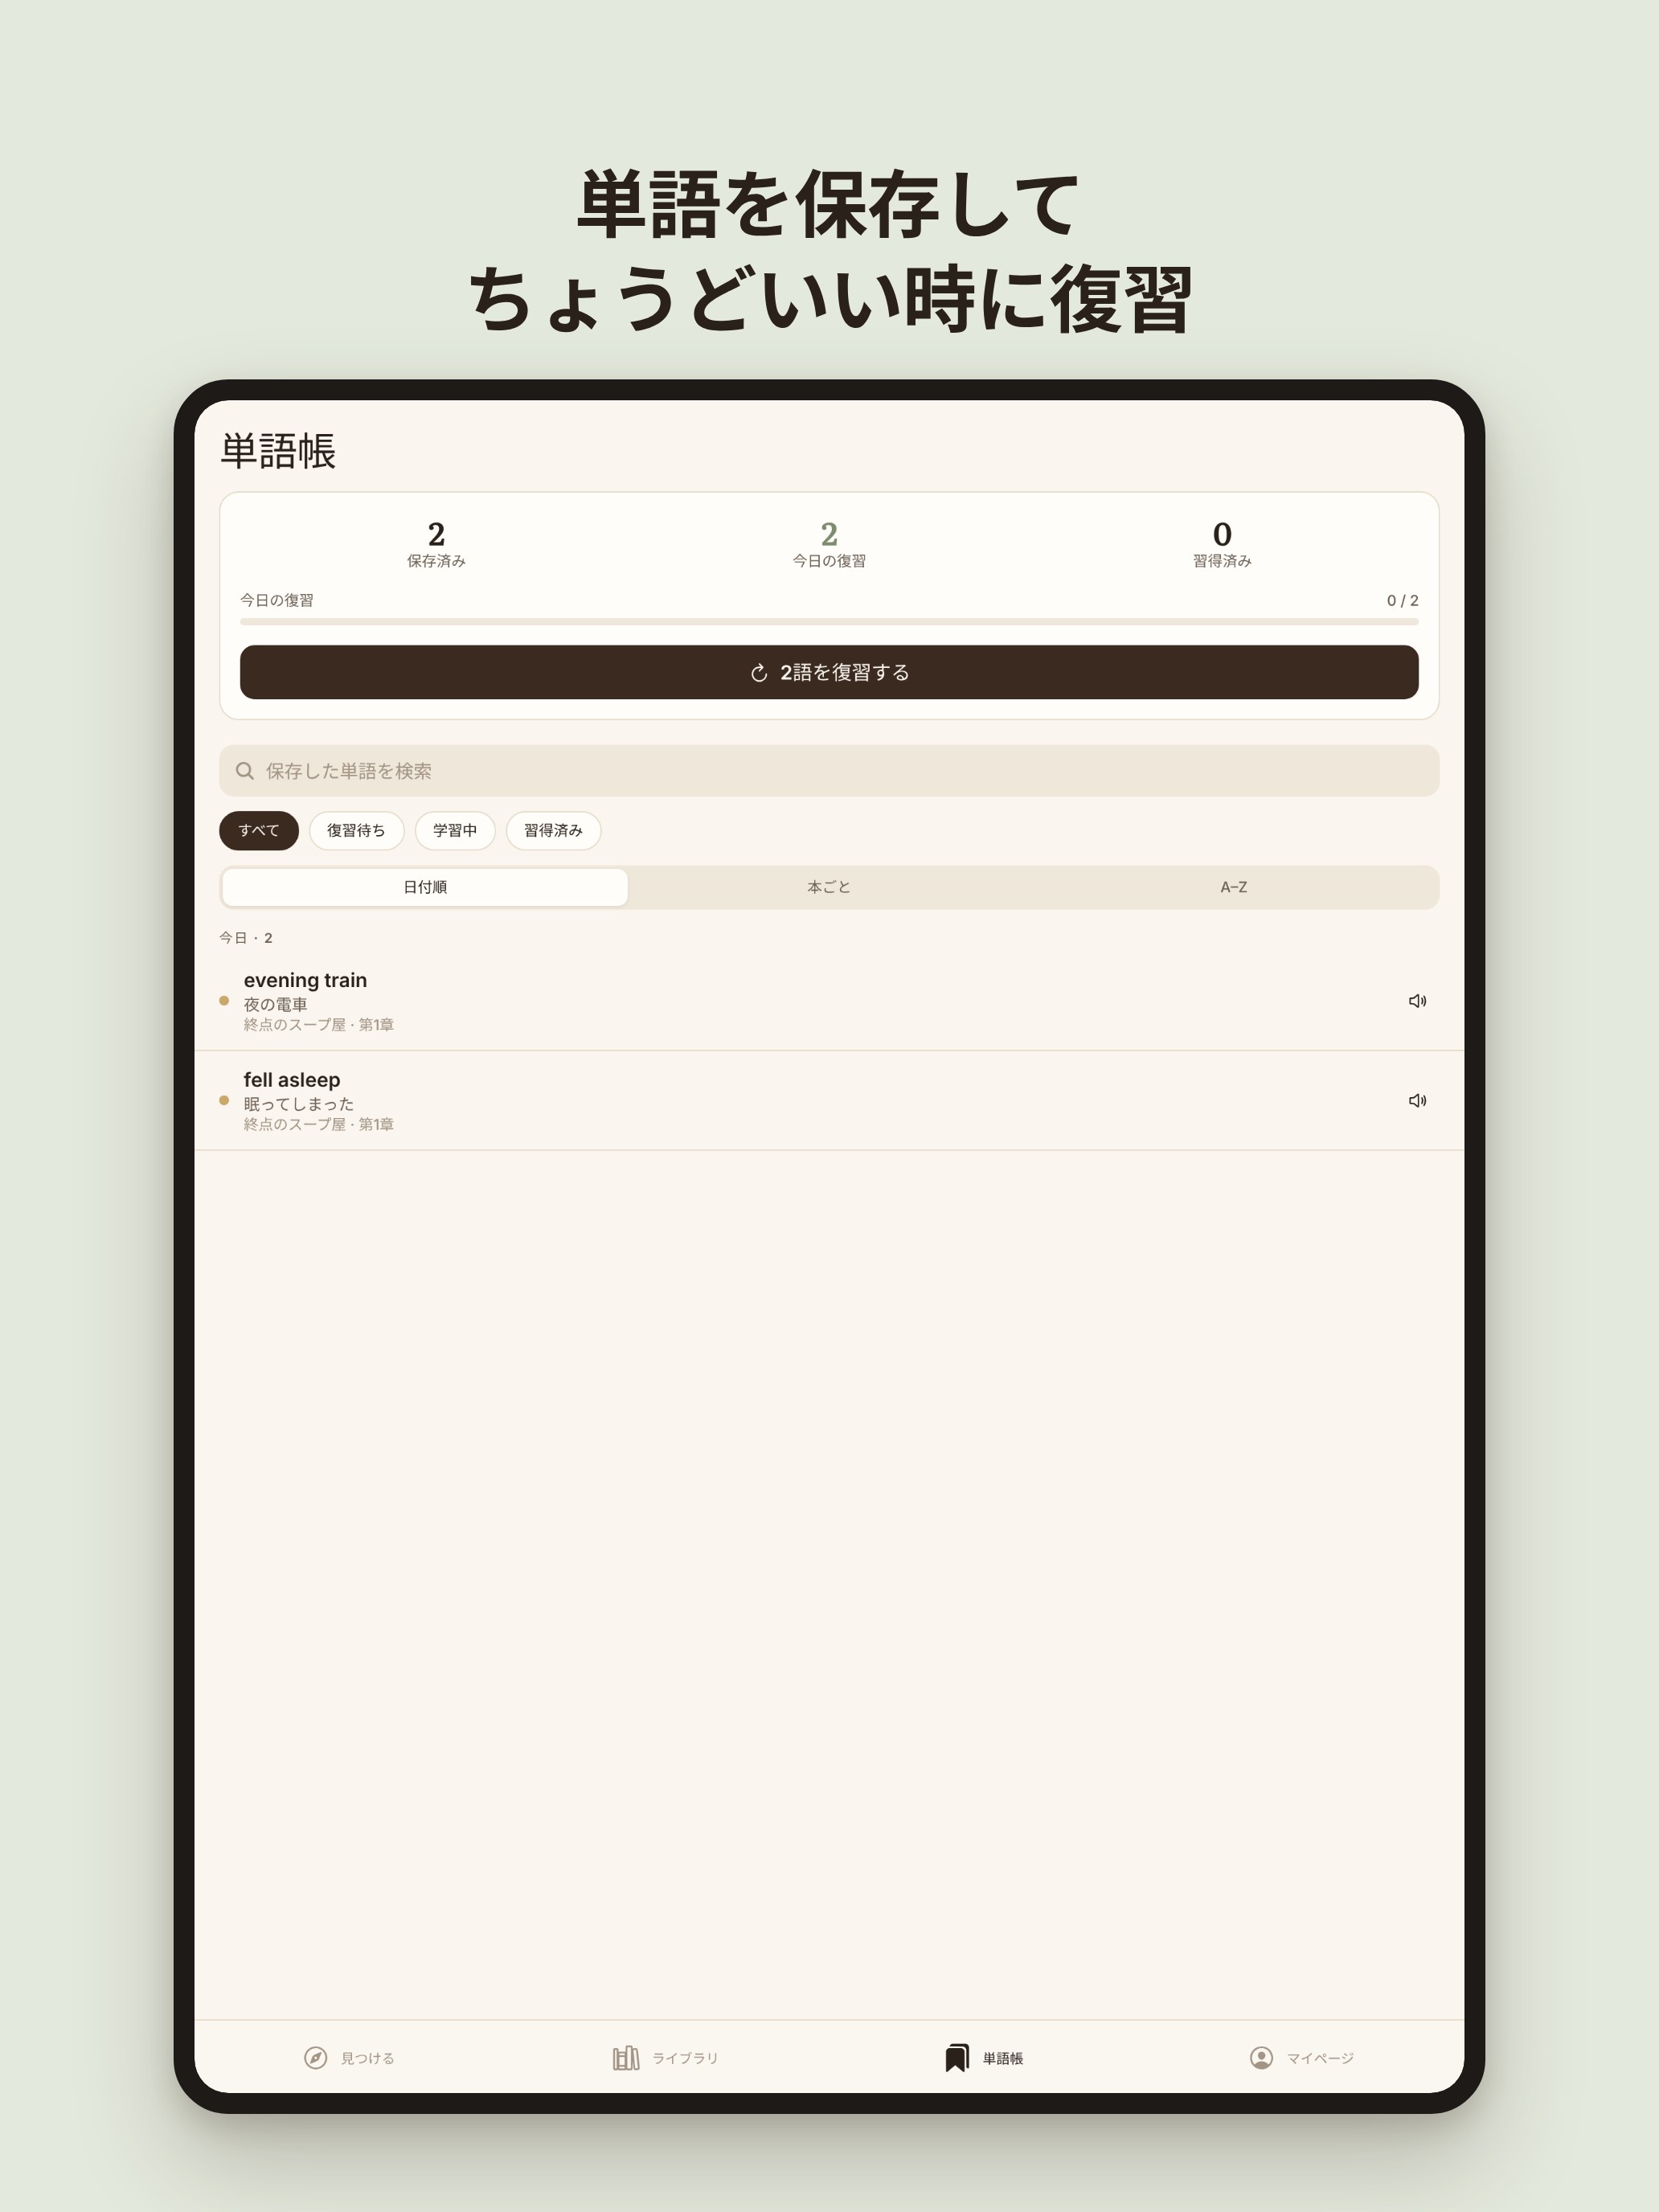 単語を保存して
ちょうどいい時に復習
単語帳
2
保存済み
2
今日の復習
0
習得済み
今日の復習
0 / 2
2語を復習する
保存した単語を検索
すべて
復習待ち
学習中
習得済み
日付順
本ごと
A–Z
今日 · 2
evening train
夜の電車
終点のスープ屋 · 第1章
fell asleep
眠ってしまった
終点のスープ屋 · 第1章
見つける
ライブラリ
単語帳
マイページ